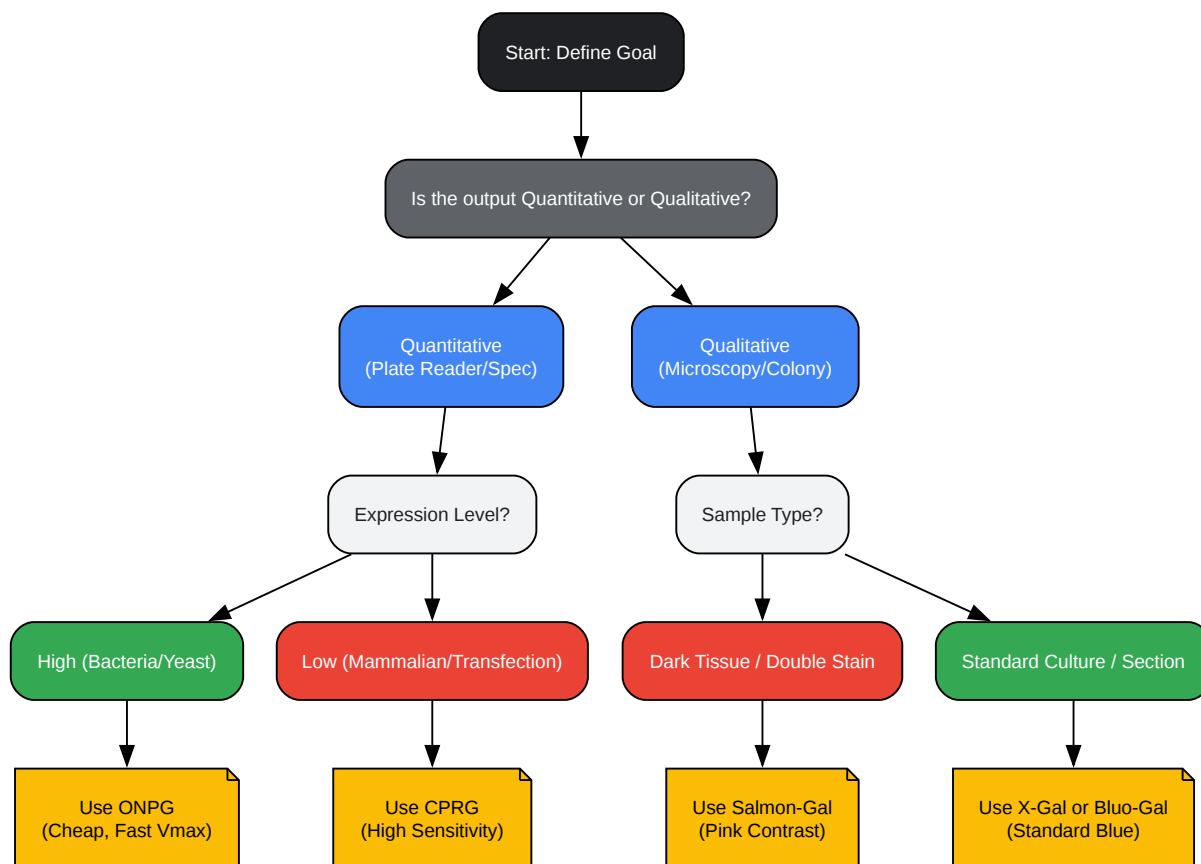 Start: Define Goal
Is the output Quantitative or Qualitative?
Quantitative
(Plate Reader/Spec)
Qualitative
(Microscopy/Colony)
Expression Level?
Sample Type?
High (Bacteria/Yeast)
Low (Mammalian/Transfection)
Dark Tissue / Double Stain
Standard Culture / Section
Use ONPG
(Cheap, Fast Vmax)
Use CPRG
(High Sensitivity)
Use Salmon-Gal
(Pink Contrast)
Use X-Gal or Bluo-Gal
(Standard Blue)